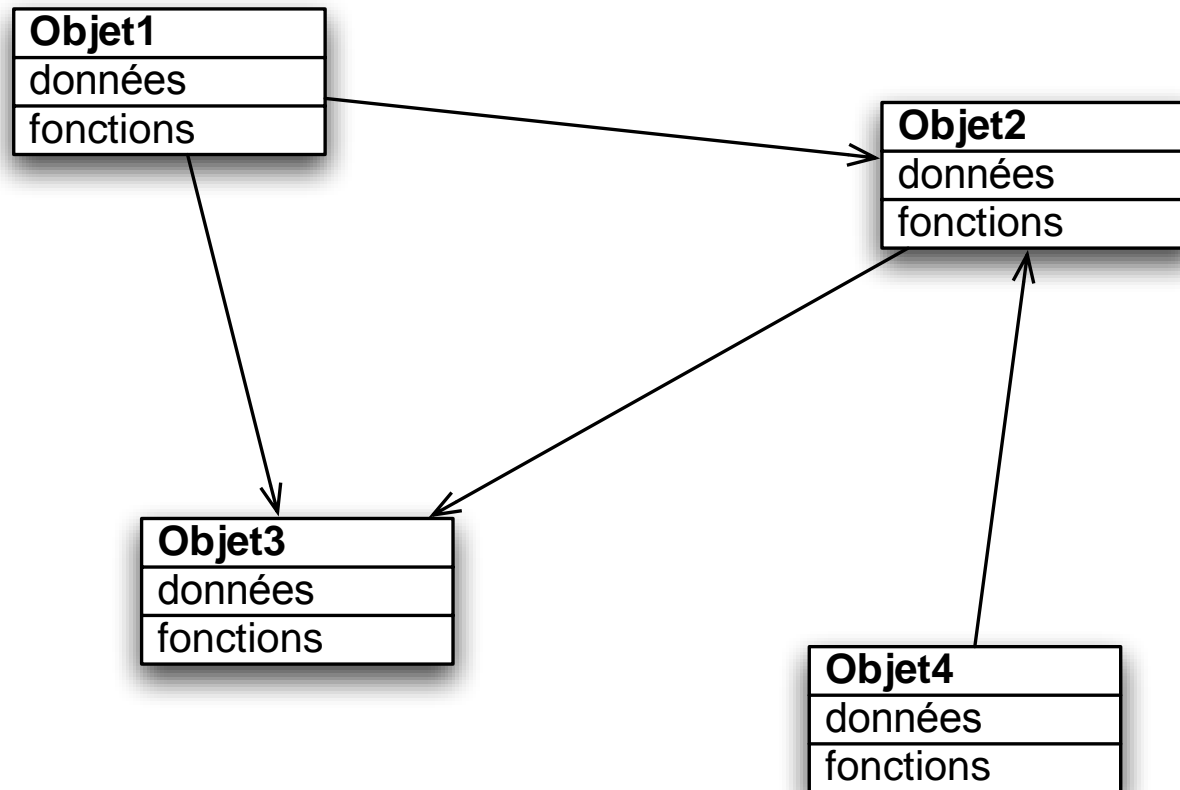 Objet1
données
fonctions
Objet2
données
fonctions
Objet3
données
fonctions
Objet4
données
fonctions